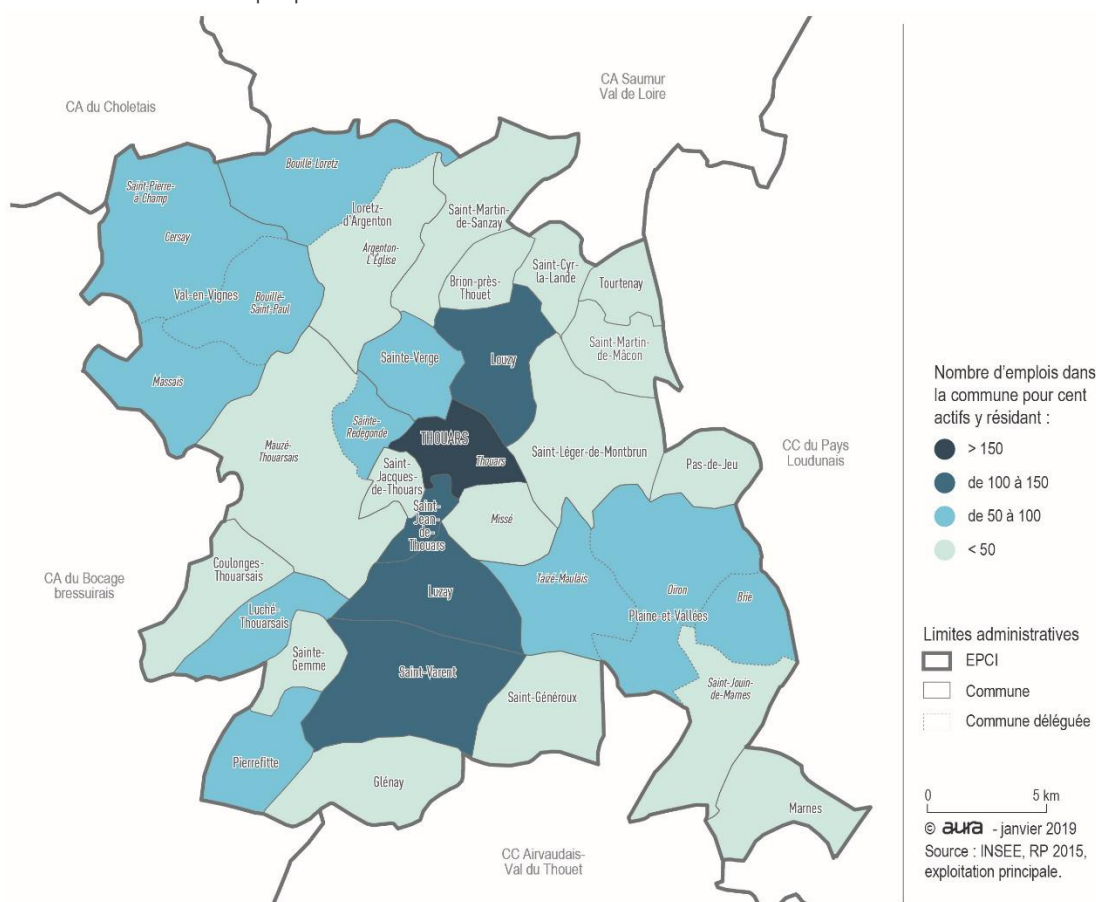 CA Saumur
Val de Loire
CA du Choletais
Bouillé Loretz
Saint-Pierre-
à-Champ
Cersay
Loretz-
d'Argenton
Saint-Martin-
de-Sanzay
Argenton-
L'Église
Val-en-Vignes
Bouillé-
Saint-Paul
Brion-près-
Thouet
Saint-Cyr-
la-Lande
Tourtenay
Saint-Martin-
de-Mâcon
Massais
Sainte-Verge
Louzy
Sainte-
Radegonde
THOUARS
Thouars
Mauzé-
Thouarsais
Saint-
Jacques-
de-Thouars
Saint-Léger-de-Montbrun
Pas-de-Jeu
CC du Pays
Loudunais
Saint-
Jean-
de-
Thouars
Missé
Coulonges-
Thouarsais
CA du Bocage
bressuirais
Luché-
Thouarsais
Luzay
Taizé-Maulais
Oiron
Brie
Plaine-et-Vallées
Sainte-
Gemme
Saint-Varent
Saint-Généroux
Saint-Jouin-
de-Marnes
Pierrefitte
Glénay
Marnes
CC Airvaudais-
Val du Thouet
Nombre d'emplois dans
la commune pour cent
actifs y résidant :
> 150
de 100 à 150
de 50 à 100
< 50
Limites administratives
EPCI
Commune
Commune déléguée
0 5 km
© aura - janvier 2019
Source : INSEE, RP 2015,
exploitation principale.